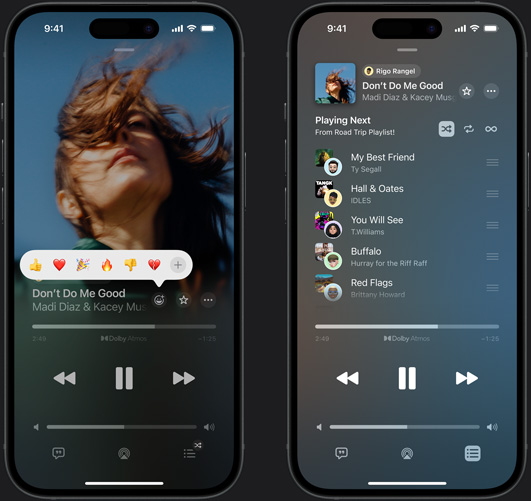 9:41
Don't Do Me Good
Madi Diaz & Kacey Mus
2:49
Dolby Atmos
-1:25
9:41
Rigo Rangel
Don't Do Me Good
Madi Diaz & Kacey Mus
Playing Next
From Road Trip Playlist!
My Best Friend
Ty Segall
TANGK
Hall & Oates
IDLES
You Will See
T.Williams
Buffalo
Hurray for the Riff Raff
Red Flags
Brittany Howard
2:49
Dolby Atmos
-1:25